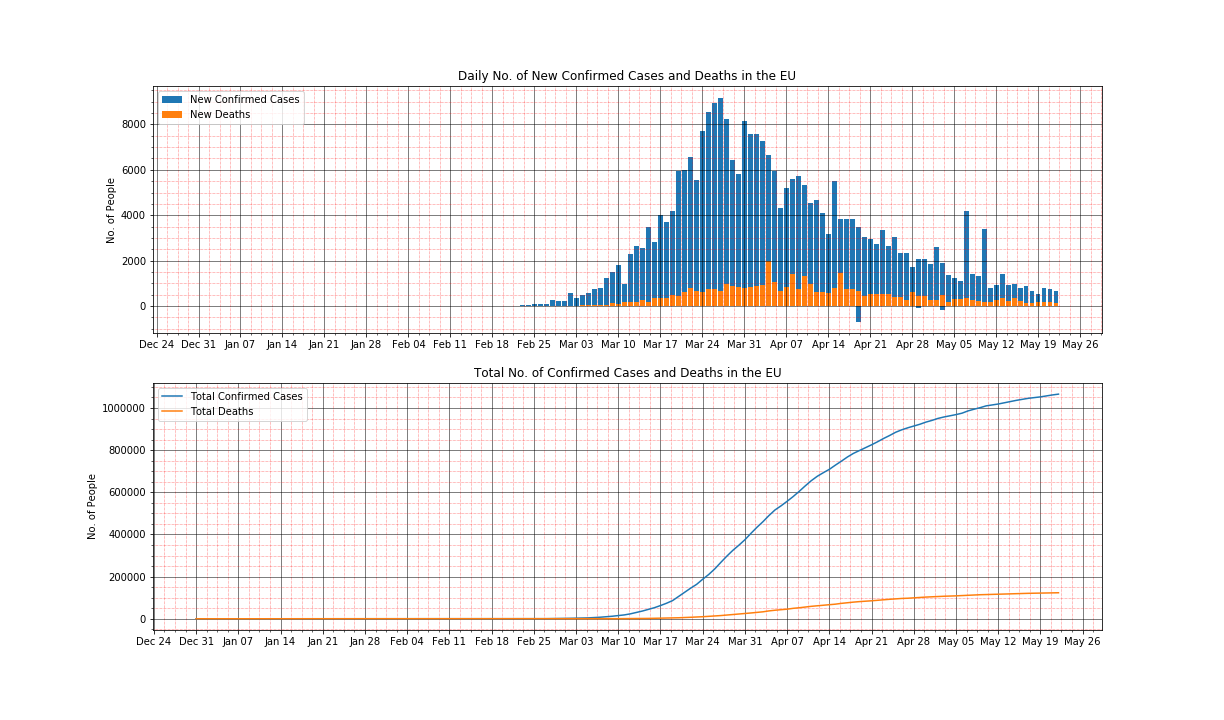 Daily No. of New Confirmed Cases and Deaths in the EU
New Confirmed Cases
New Deaths
8000
6000
4000
2000
0
No. of People
Dec 24 Dec 31 Jan 07 Jan 14 Jan 21 Jan 28 Feb 04 Feb 11 Feb 18 Feb 25 Mar 03 Mar 10 Mar 17 Mar 24 Mar 31 Apr 07 Apr 14 Apr 21 Apr 28 May 05 May 12 May 19 May 26
Total No. of Confirmed Cases and Deaths in the EU
Total Confirmed Cases
Total Deaths
1000000
800000
600000
400000
200000
0
No. of People
Dec 24 Dec 31 Jan 07 Jan 14 Jan 21 Jan 28 Feb 04 Feb 11 Feb 18 Feb 25 Mar 03 Mar 10 Mar 17 Mar 24 Mar 31 Apr 07 Apr 14 Apr 21 Apr 28 May 05 May 12 May 19 May 26